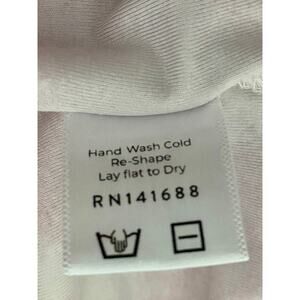 Hand Wash Cold
Re-Shape
Lay flat to Dry
RN141688